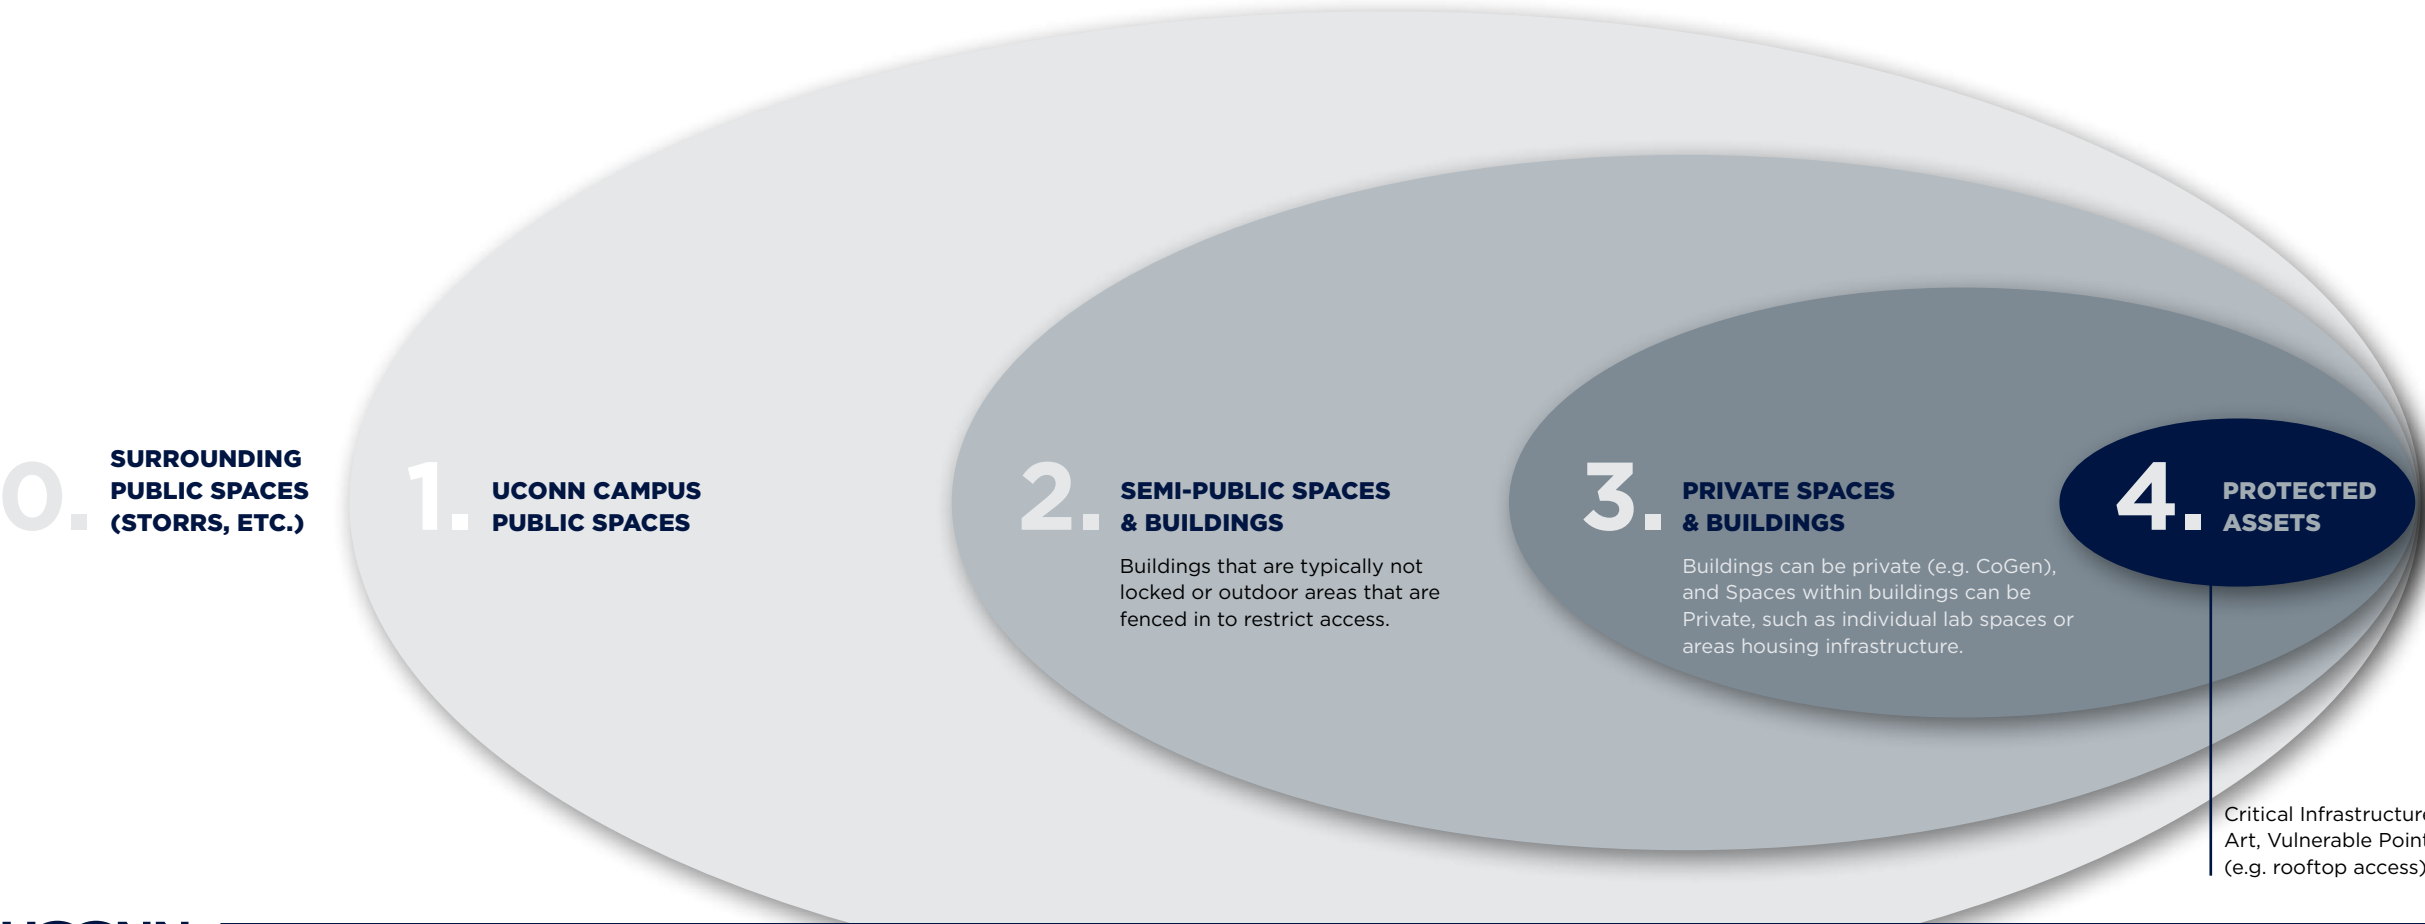 0.
SURROUNDING
PUBLIC SPACES
(STORRS, ETC.)
1.
UCONN CAMPUS
PUBLIC SPACES
2.
SEMI-PUBLIC SPACES
& BUILDINGS
Buildings that are typically not
locked or outdoor areas that are
fenced in to restrict access.
3.
PRIVATE SPACES
& BUILDINGS
Buildings can be private (e.g. CoGen),
and Spaces within buildings can be
Private, such as individual lab spaces or
areas housing infrastructure.
4.
PROTECTED
ASSETS
Critical Infrastructure
Art, Vulnerable Point
(e.g. rooftop access)